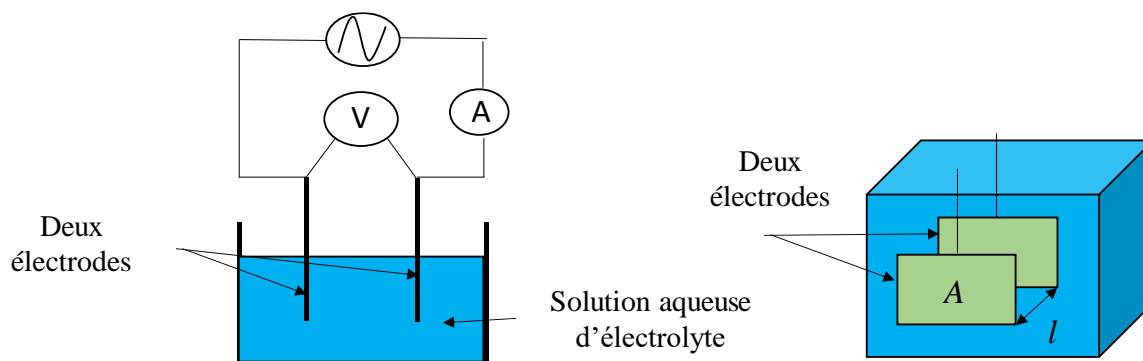 V
A
Deux
électrodes
Solution aqueuse
d’électrolyte
Deux
électrodes
A
l